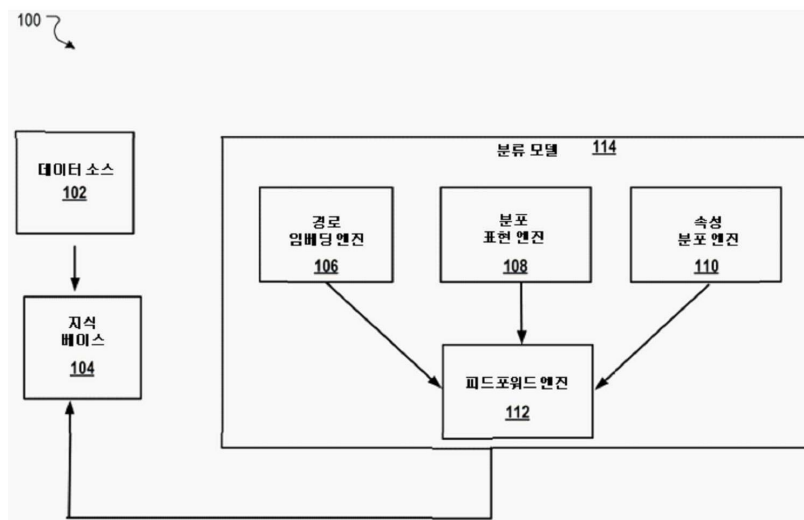 100
데이터 소스
102
지식
베이스
104
분류 모델 114
경로
임베딩 엔진
106
분포
표현 엔진
108
속성
분포 엔진
110
피드포워드 엔진
112